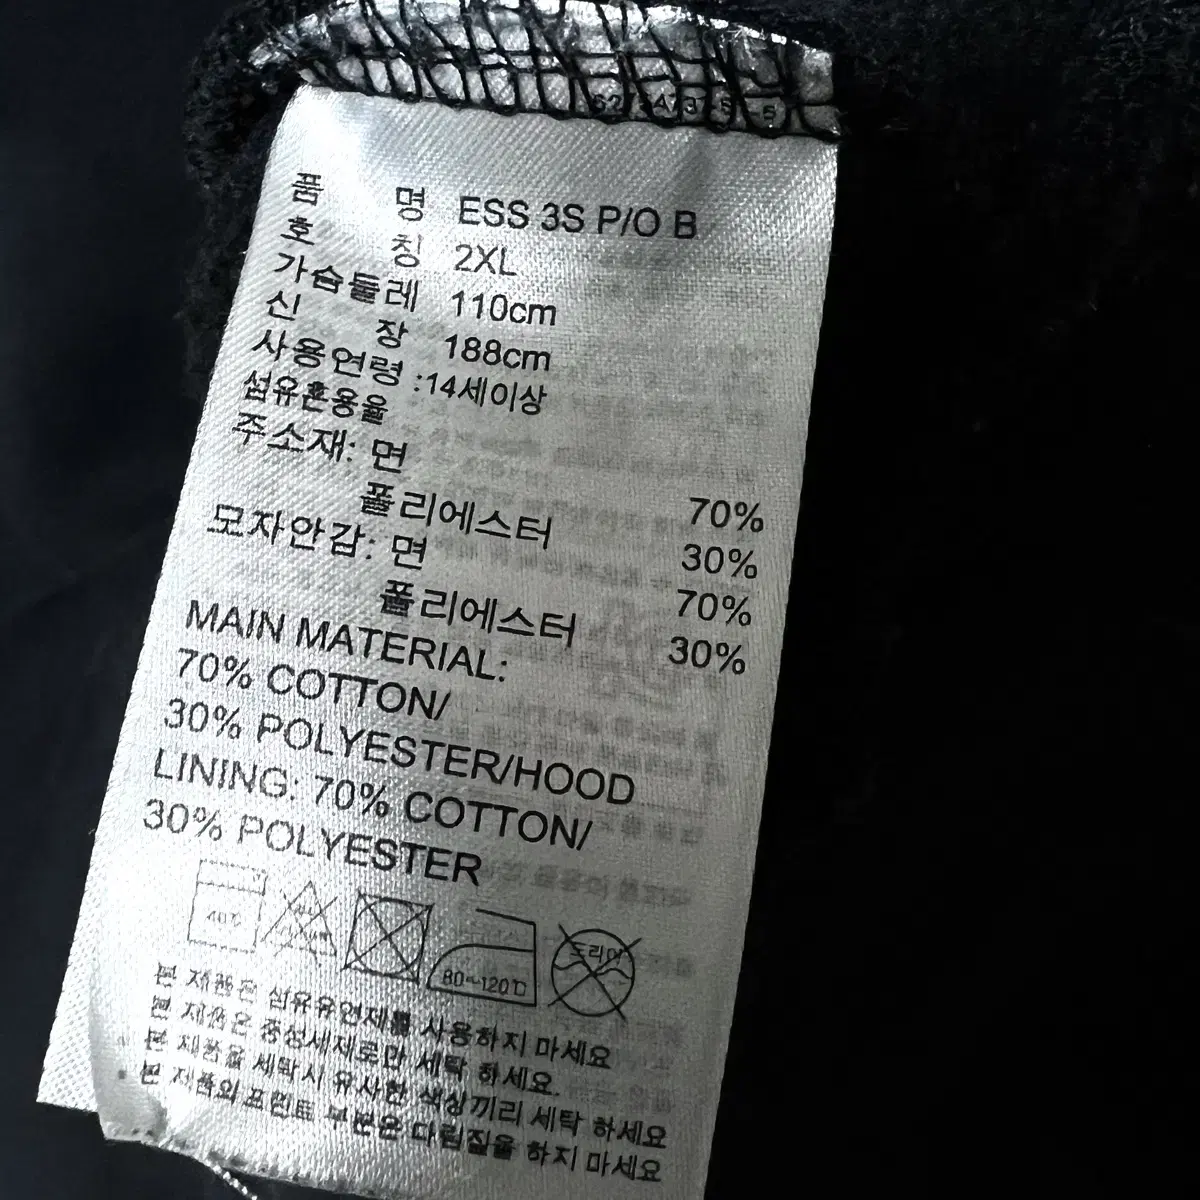 품 명 ESS 3S P/O B
호 칭 2XL
가슴둘레 110cm
신 장 188cm
사용연령 :14세이상
섬유혼용율
주소재: 면 70%
폴리에스터 30%
모자안감: 면 70%
폴리에스터 30%
MAIN MATERIAL:
70% COTTON/
30% POLYESTER/HOOD
LINING: 70% COTTON/
30% POLYESTER
40℃
80~120℃
드라이
본 제품은 섬유유연제를 사용하지 마세요
본 제품은 중성세제로만 세탁 하세요.
본 제품을 세탁시 유사한 색상끼리 세탁 하세요
본 제품의 프린트 부분은 다림질을 하지 마세요